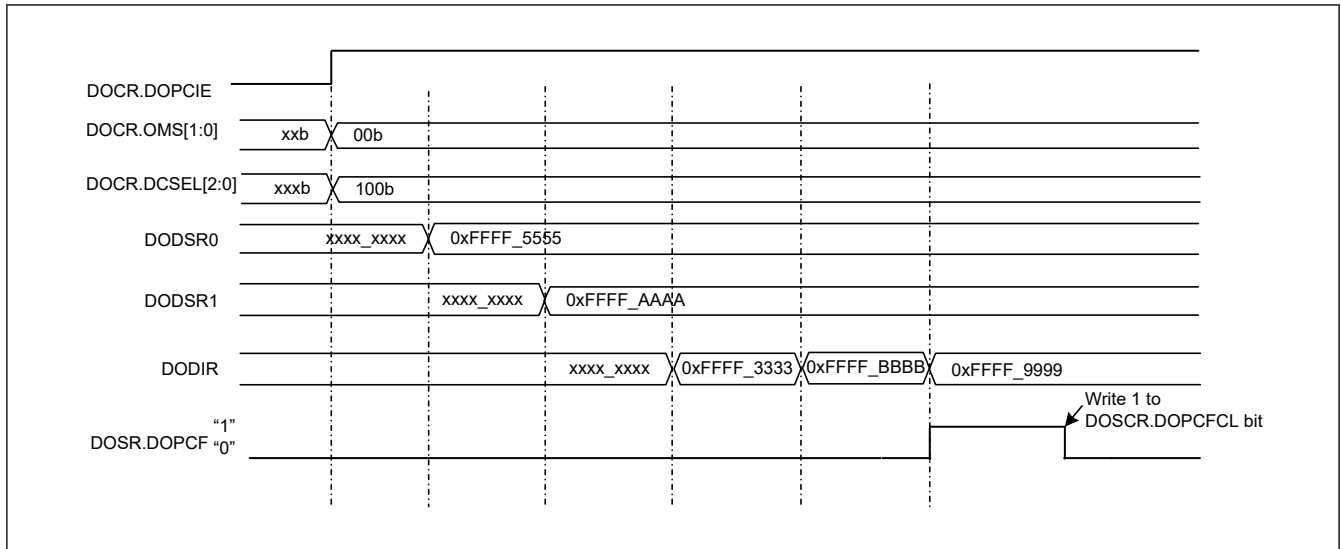 DOCR.DOPCIE
DOCR.OMS[1:0] xxb 00b
DOCR.DCSEL[2:0] xxxb 100b
DODSR0 xxxx_xxxx 0xFFFF_5555
DODSR1 xxxx_xxxx 0xFFFF_AAAA
DODIR xxxx_xxxx 0xFFFF_3333 0xFFFF_BBBB 0xFFFF_9999
Write 1 to
DOSCR.DOPCFCL bit
“1”
DOSR.DOPCF “0”